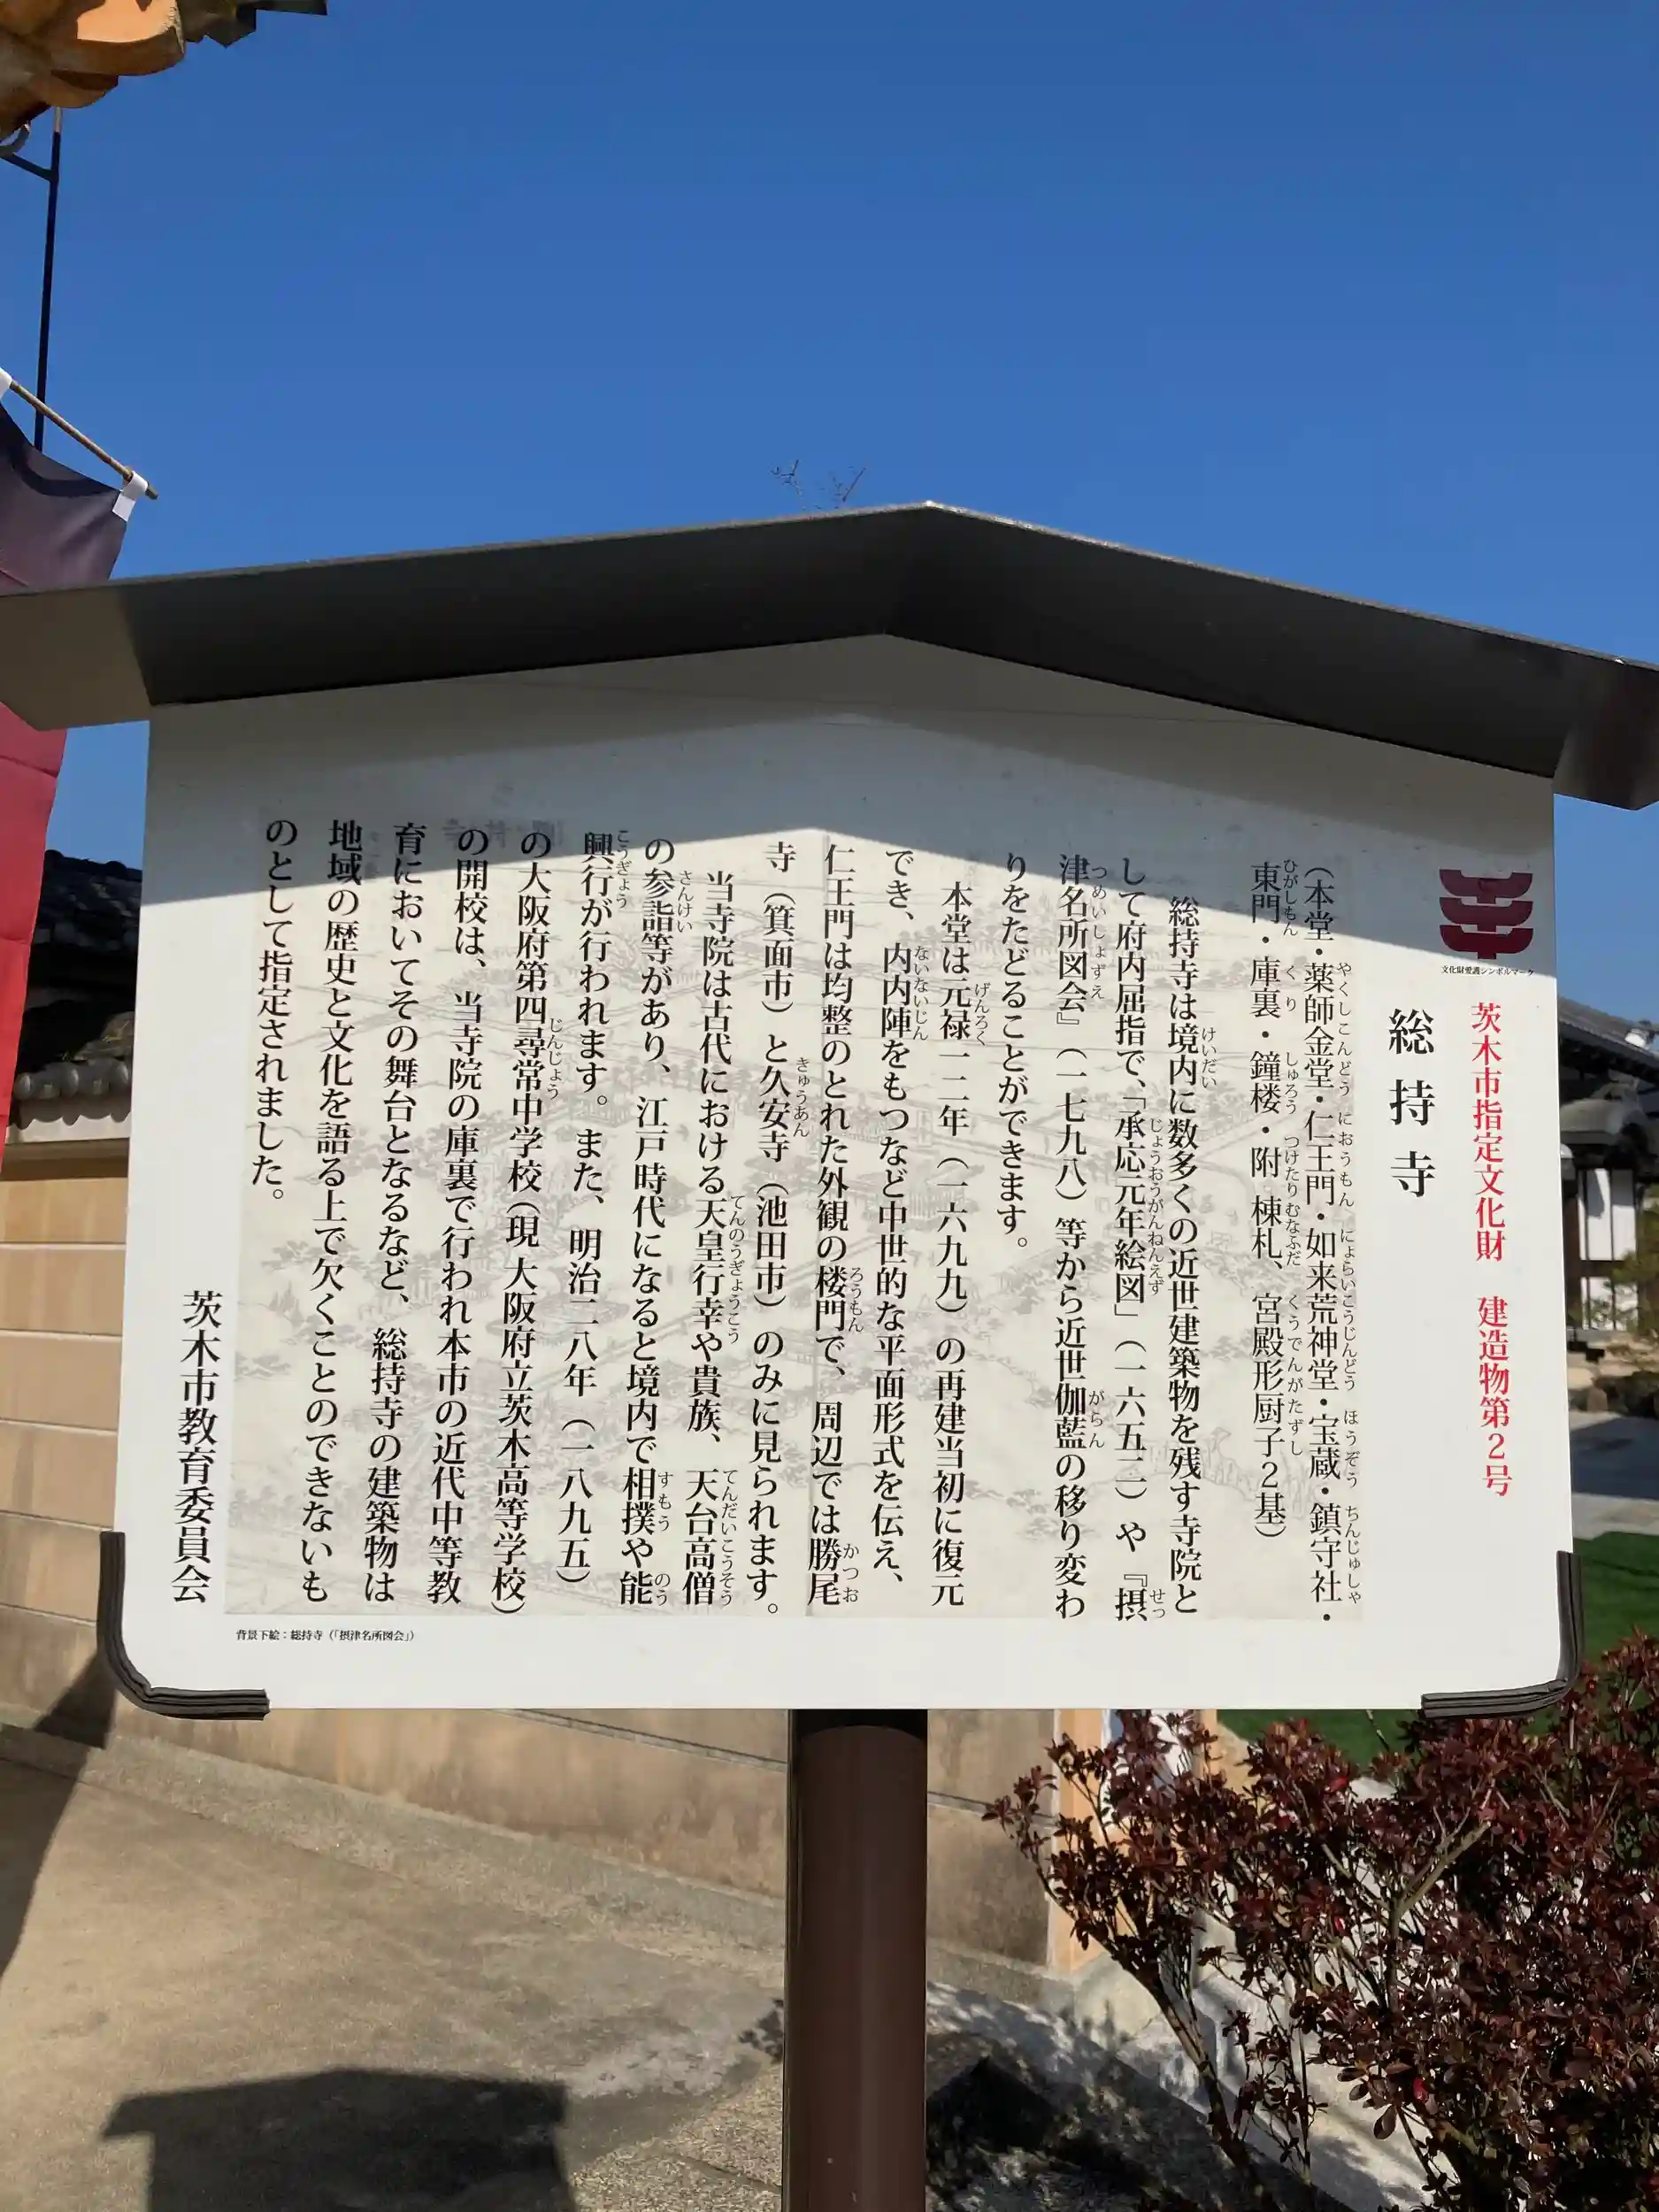 文化財愛護シンボルマーク
茨木市指定文化財　建造物第2号
総持寺
（本堂・薬師金堂・仁王門・如来荒神堂・宝蔵・鎮守社・
東門・庫裏・鐘楼・附 棟札、宮殿形厨子2基）
総持寺は境内に数多くの近世建築物を残す寺院と
して府内屈指で、「承応元年絵図」（一六五二）や『摂
津名所図会』（一七九八）等から近世伽藍の移り変わ
りをたどることができます。
本堂は元禄一二年（一六九九）の再建当初に復元
でき、内内陣をもつなど中世的な平面形式を伝え、
仁王門は均整のとれた外観の楼門で、周辺では勝尾
寺（箕面市）と久安寺（池田市）のみに見られます。
当寺院は古代における天皇行幸や貴族、天台高僧
の参詣等があり、江戸時代になると境内で相撲や能
興行が行われます。また、明治二八年（一八九五）
の大阪府第四尋常中学校（現 大阪府立茨木高等学校）
の開校は、当寺院の庫裏で行われ本市の近代中等教
育においてその舞台となるなど、総持寺の建築物は
地域の歴史と文化を語る上で欠くことのできないも
のとして指定されました。
茨木市教育委員会
背景下絵：総持寺（「摂津名所図会」）